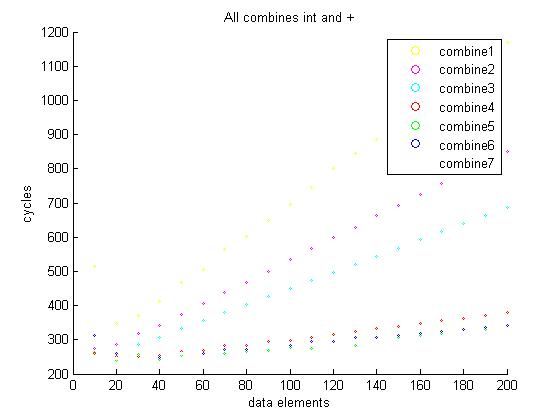 All combines int and +
1200
1100
1000
900
800
700
600
500
400
300
200
cycles
combine1
combine2
combine3
combine4
combine5
combine6
combine7
0 20 40 60 80 100 120 140 160 180 200
data elements